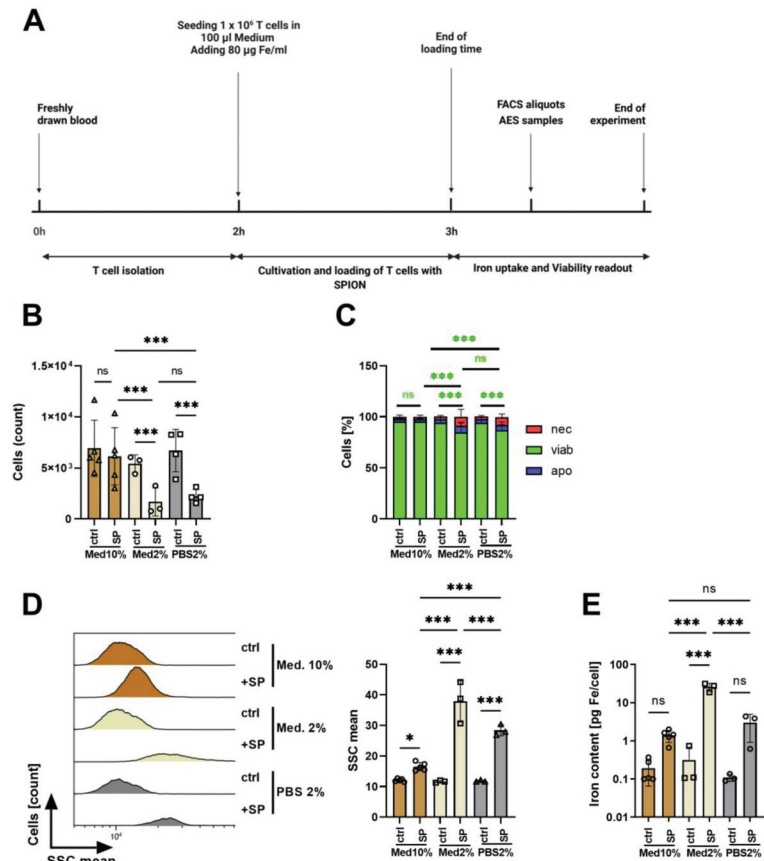 A
Seeding 1 x 10⁶ T cells in
100 µl Medium
Adding 80 µg Fe/ml
End of
loading time
Freshly
drawn blood
FACS aliquots
AES samples
End of
experiment
0h
2h
3h
T cell isolation
Cultivation and loading of T cells with
SPION
Iron uptake and Viability readout
B
Cells (count)
1.5×10⁴
1×10⁴
5×10³
0
***
ns
***
ns
***
***
ctrl
SP
ctrl
SP
ctrl
SP
Med10%
Med2%
PBS2%
C
Cells [%]
150
100
50
0
***
ns
***
ns
***
***
nec
viab
apo
ctrl
SP
ctrl
SP
ctrl
SP
Med10%
Med2%
PBS2%
D
ctrl
+SP
Med. 10%
ctrl
+SP
Med. 2%
ctrl
+SP
PBS 2%
Cells [count]
10⁴
SSC mean
SSC mean
50
40
30
20
10
0
***
***
***
***
***
*
ctrl
SP
ctrl
SP
ctrl
SP
Med10%
Med2%
PBS2%
E
Iron content [pg Fe/cell]
100
10
1
0.1
0.01
ns
***
***
***
ns
ns
ctrl
SP
ctrl
SP
ctrl
SP
Med10%
Med2%
PBS2%